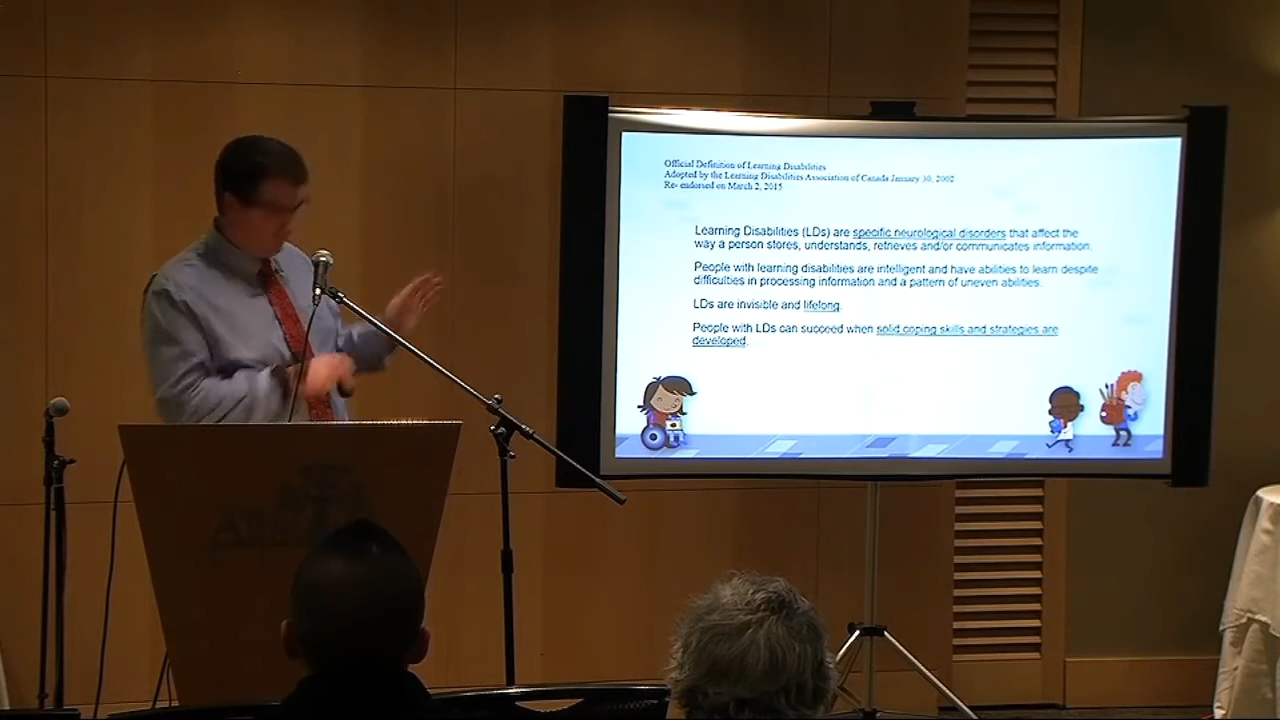 Official Definition of Learning Disabilities
Adopted by the Learning Disabilities Association of Canada January 30, 2002
Re- endorsed on March 2, 2015
Learning Disabilities (LDs) are specific neurological disorders that affect the
way a person stores, understands, retrieves and/or communicates information.
People with learning disabilities are intelligent and have abilities to learn despite
difficulties in processing information and a pattern of uneven abilities.
LDs are invisible and lifelong.
People with LDs can succeed when solid coping skills and strategies are
developed.